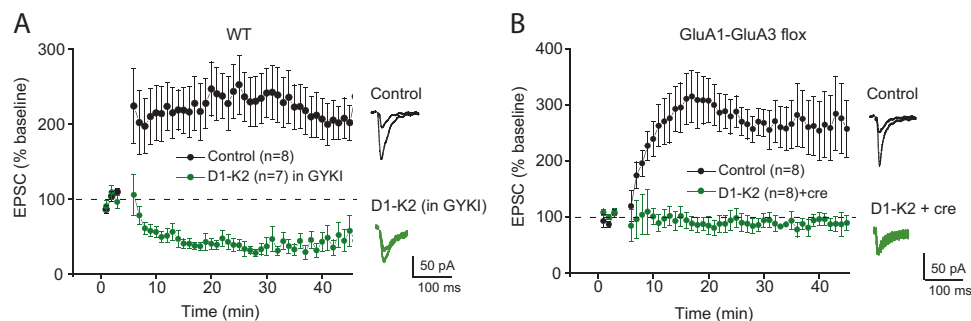 A
WT
EPSC (% baseline)
300
200
100
0
Control (n=8)
D1-K2 (n=7) in GYKI
0 10 20 30 40
Time (min)
Control
D1-K2 (in GYKI)
50 pA
100 ms
B
GluA1-GluA3 flox
EPSC (% baseline)
400
300
200
100
0
Control (n=8)
D1-K2 (n=8)+cre
0 10 20 30 40
Time (min)
Control
D1-K2 + cre
50 pA
100 ms